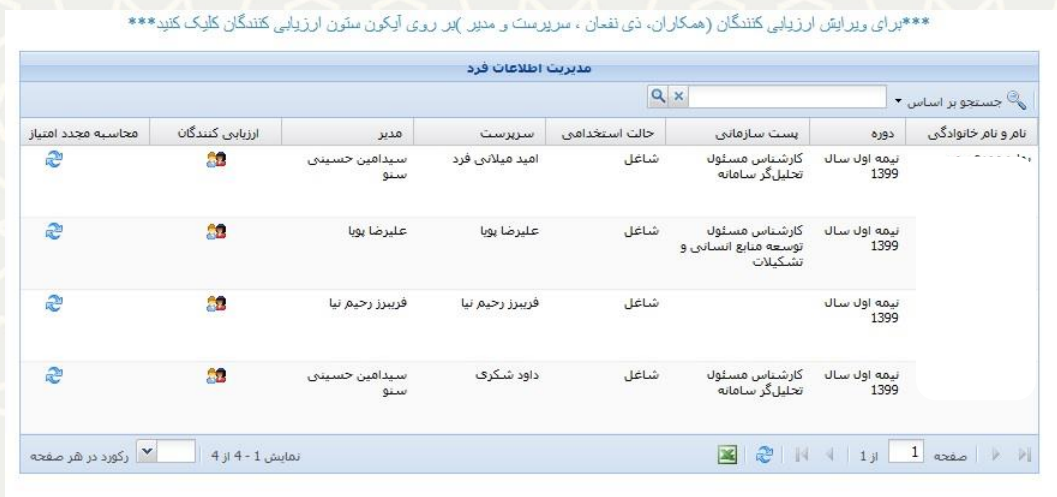 ***برای ویرایش ارزیابی کنندگان (همکاران، ذی نفعان ، سرپرست و مدیر )بر روی آیکون ستون ارزیابی کنندگان کلیک کنید***
مدیریت اطلاعات فرد
جستجو بر اساس
نام و نام خانوادگی دوره پست سازمانی حالت استخدامی سرپرست مدیر ارزیابی کنندگان محاسبه مجدد امتیاز
نیمه اول سال کارشناس مسئول شاغل امید میلانی فرد سیدامین حسینی
1399 تحلیل‌گر سامانه سنو
نیمه اول سال کارشناس مسئول شاغل علیرضا پویا علیرضا پویا
1399 توسعه منابع انسانی و
تشکیلات
نیمه اول سال شاغل فریبرز رحیم نیا فریبرز رحیم نیا
1399
نیمه اول سال کارشناس مسئول شاغل داود شکری سیدامین حسینی
1399 تحلیل‌گر سامانه سنو
صفحه 1 از 1 نمایش 1 - 4 از 4 رکورد در هر صفحه